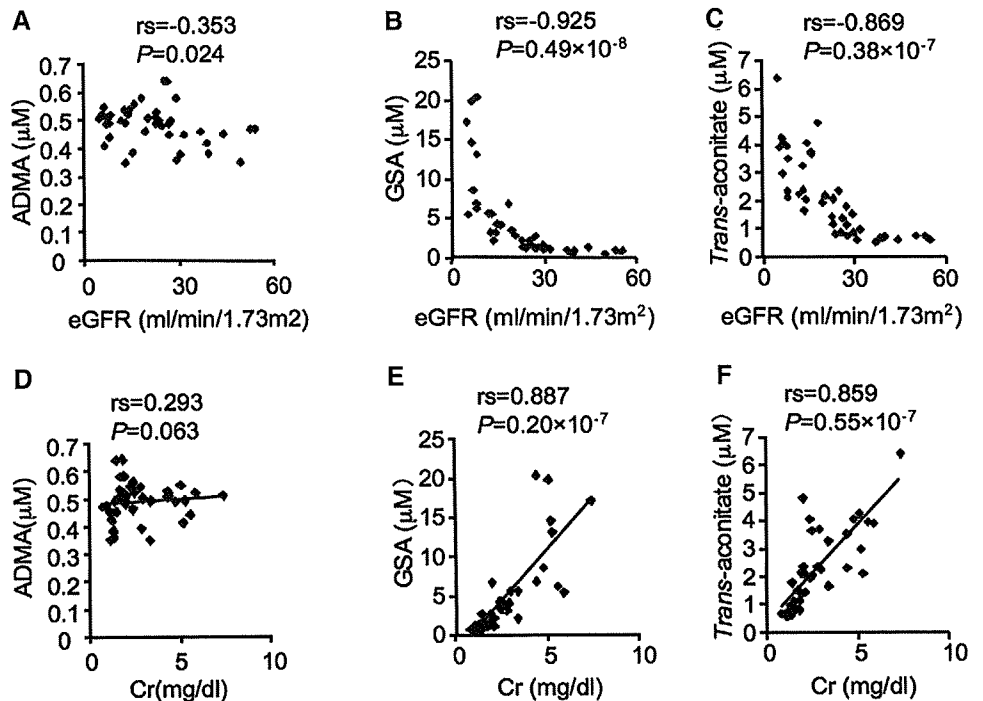 A
rs=-0.353
P=0.024
ADMA (μM)
0.7
0.6
0.5
0.4
0.3
0.2
0.1
0
0 30 60
eGFR (ml/min/1.73m2)
B
rs=-0.925
P=0.49×10-8
GSA (μM)
25
20
15
10
5
0
0 30 60
eGFR (ml/min/1.73m²)
C
rs=-0.869
P=0.38×10-7
Trans-aconitate (μM)
7
6
5
4
3
2
1
0
0 30 60
eGFR (ml/min/1.73m²)
D
rs=0.293
P=0.063
ADMA(μM)
0.7
0.6
0.5
0.4
0.3
0.2
0.1
0
0 5 10
Cr(mg/dl)
E
rs=0.887
P=0.20×10-7
GSA (μM)
25
20
15
10
5
0
0 5 10
Cr (mg/dl)
F
rs=0.859
P=0.55×10-7
Trans-aconitate (μM)
7
6
5
4
3
2
1
0
0 5 10
Cr (mg/dl)